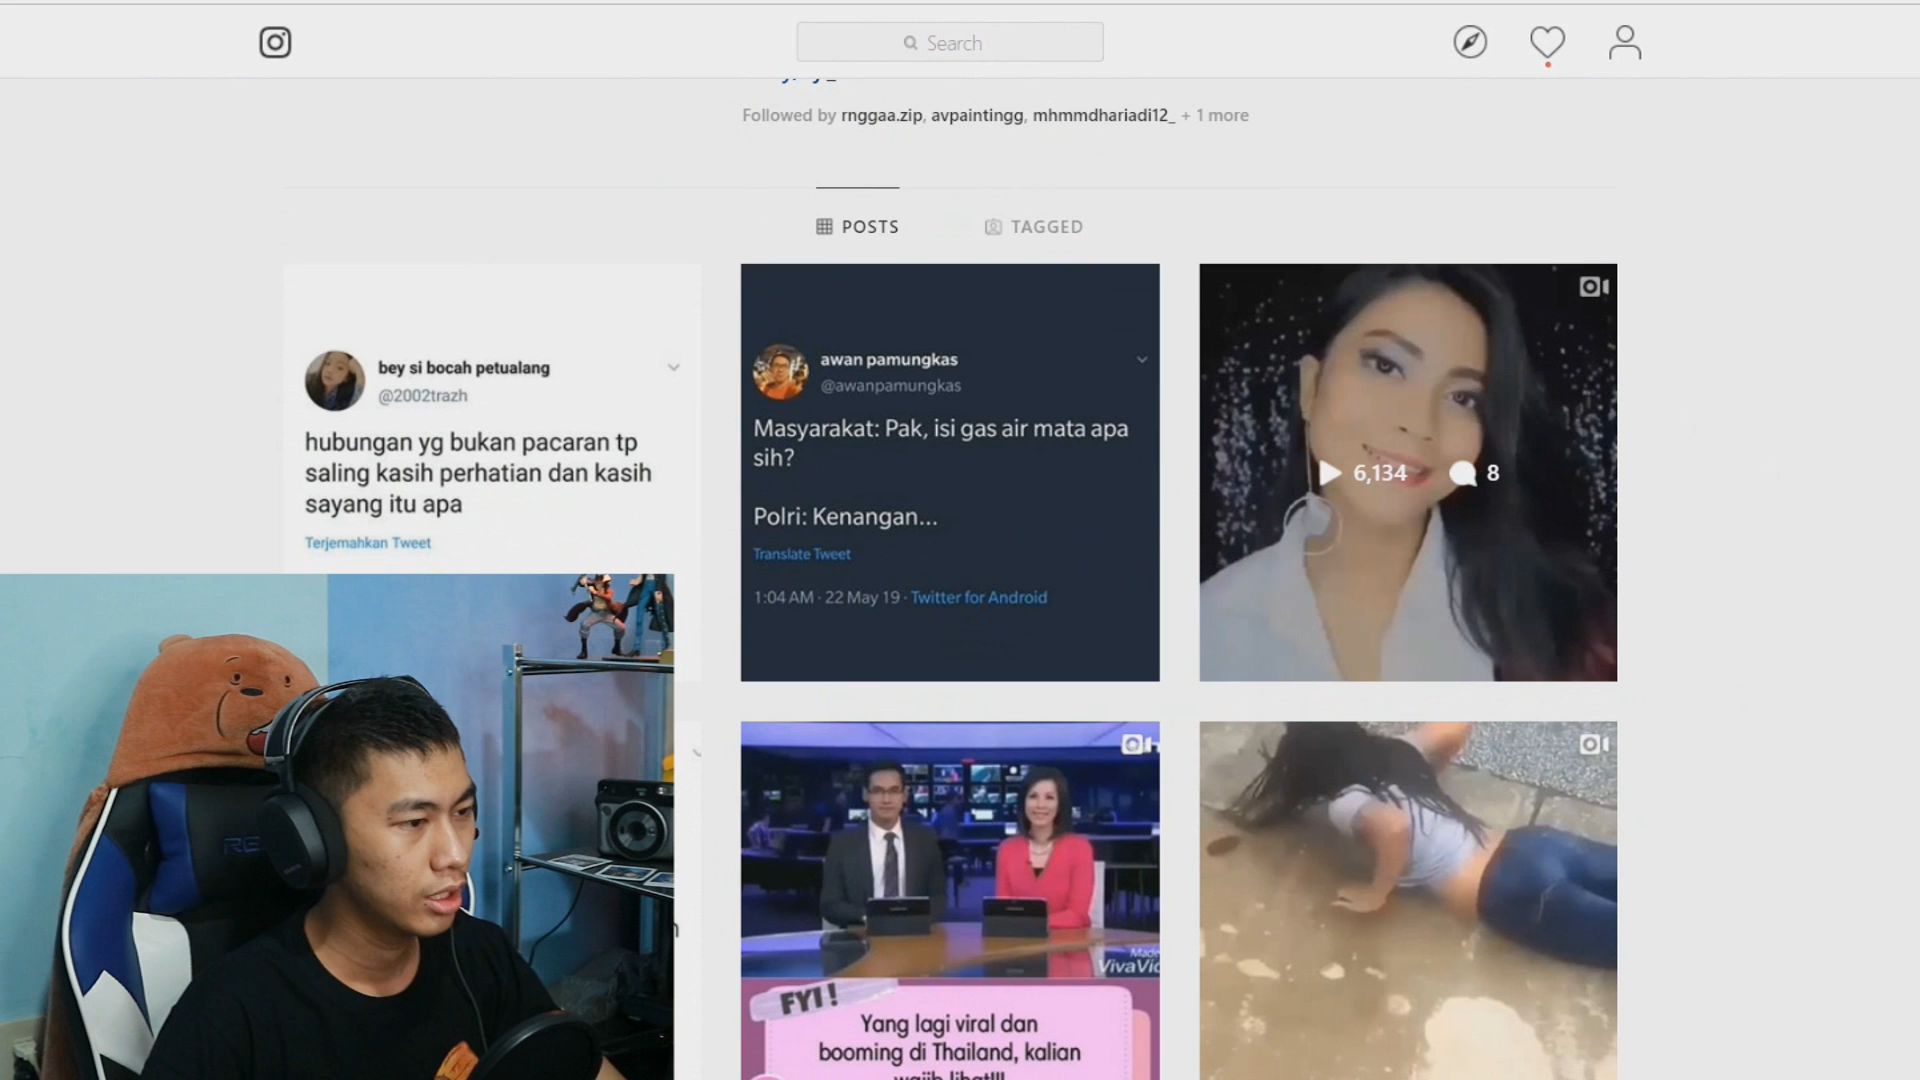 Search
Followed by rnggaa.zip, avpaintingg, mhmmdhariadi12_ + 1 more
POSTS
TAGGED
bey si bocah petualang
@2002trazh
hubungan yg bukan pacaran tp
saling kasih perhatian dan kasih
sayang itu apa
Terjemahkan Tweet
awan pamungkas
@awanpamungkas
Masyarakat: Pak, isi gas air mata apa
sih?
Polri: Kenangan...
Translate Tweet
1:04 AM · 22 May 19 · Twitter for Android
6,134
8
FYI !
Yang lagi viral dan
booming di Thailand, kalian